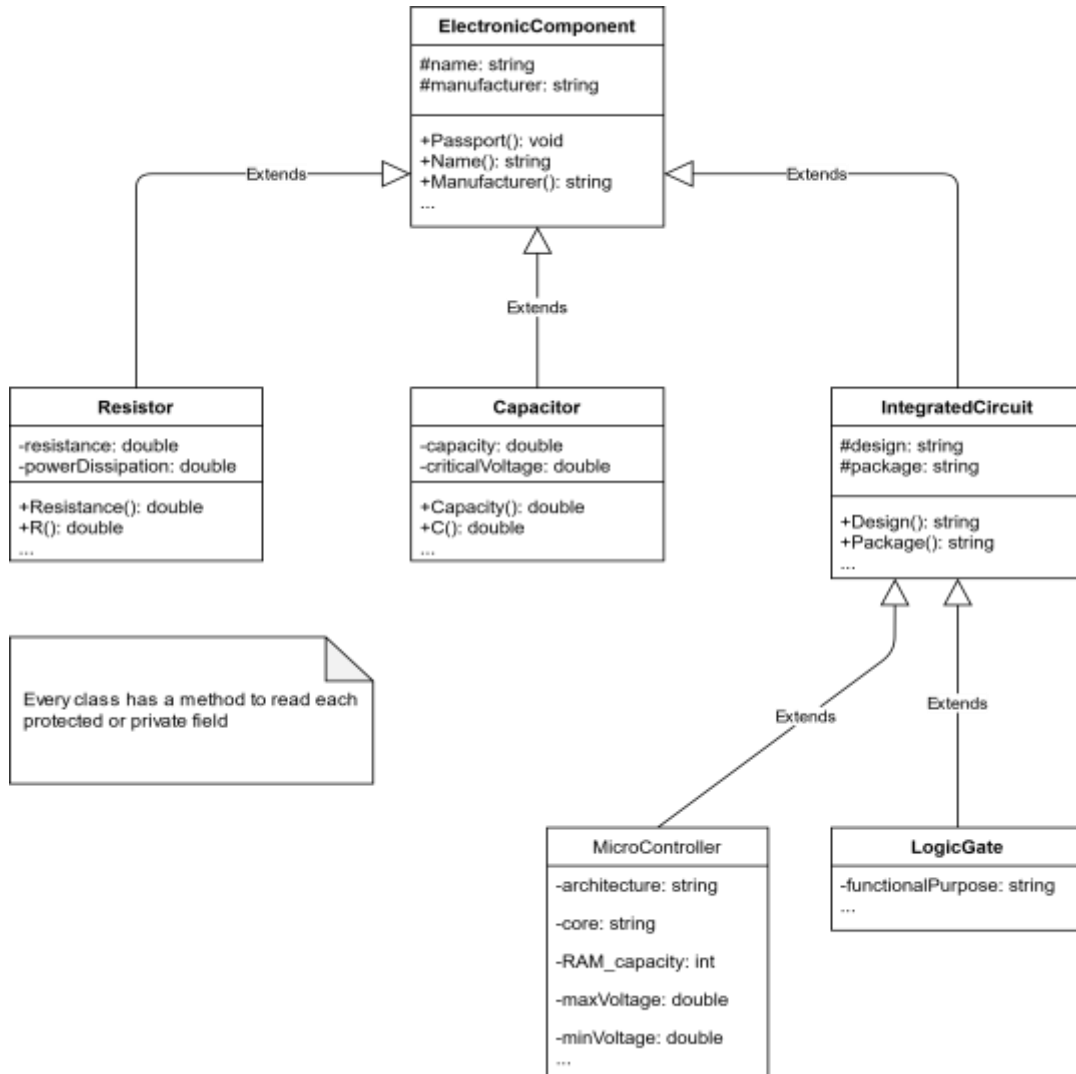 ElectronicComponent
#name: string
#manufacturer: string
+Passport(): void
+Name(): string
+Manufacturer(): string
...
Extends
Extends
Extends
Resistor
-resistance: double
-powerDissipation: double
+Resistance(): double
+R(): double
...
Capacitor
-capacity: double
-criticalVoltage: double
+Capacity(): double
+C(): double
...
IntegratedCircuit
#design: string
#package: string
+Design(): string
+Package(): string
...
Every class has a method to read each
protected or private field
Extends
Extends
MicroController
-architecture: string
-core: string
-RAM_capacity: int
-maxVoltage: double
-minVoltage: double
...
LogicGate
-functionalPurpose: string
...